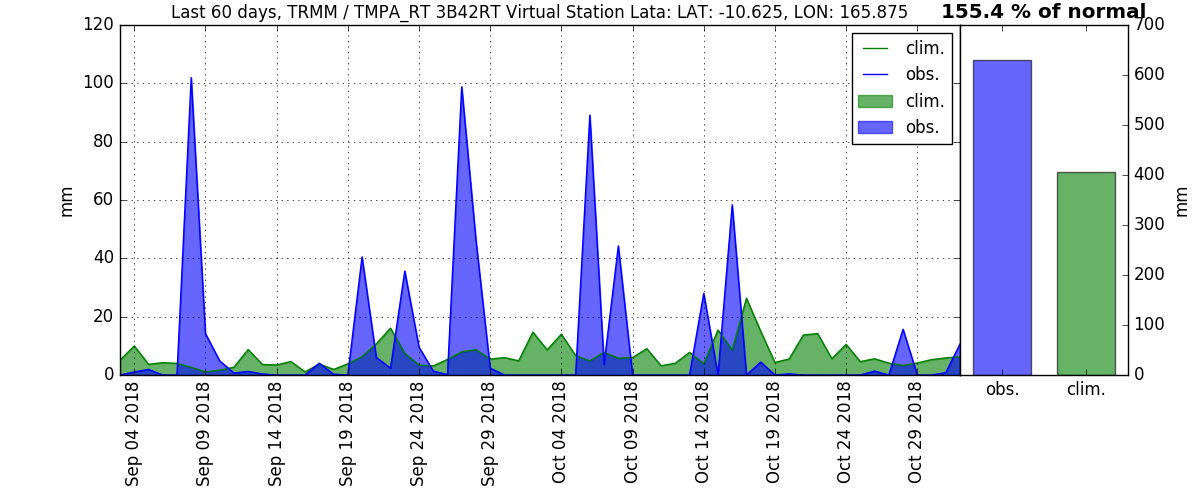 Last 60 days, TRMM / TMPA_RT 3B42RT Virtual Station Lata: LAT: -10.625, LON: 165.875
155.4 % of normal
120
100
80
60
40
20
0
mm
clim.
obs.
clim.
obs.
Sep 04 2018
Sep 09 2018
Sep 14 2018
Sep 19 2018
Sep 24 2018
Sep 29 2018
Oct 04 2018
Oct 09 2018
Oct 14 2018
Oct 19 2018
Oct 24 2018
Oct 29 2018
700
600
500
400
300
200
100
0
mm
obs.
clim.